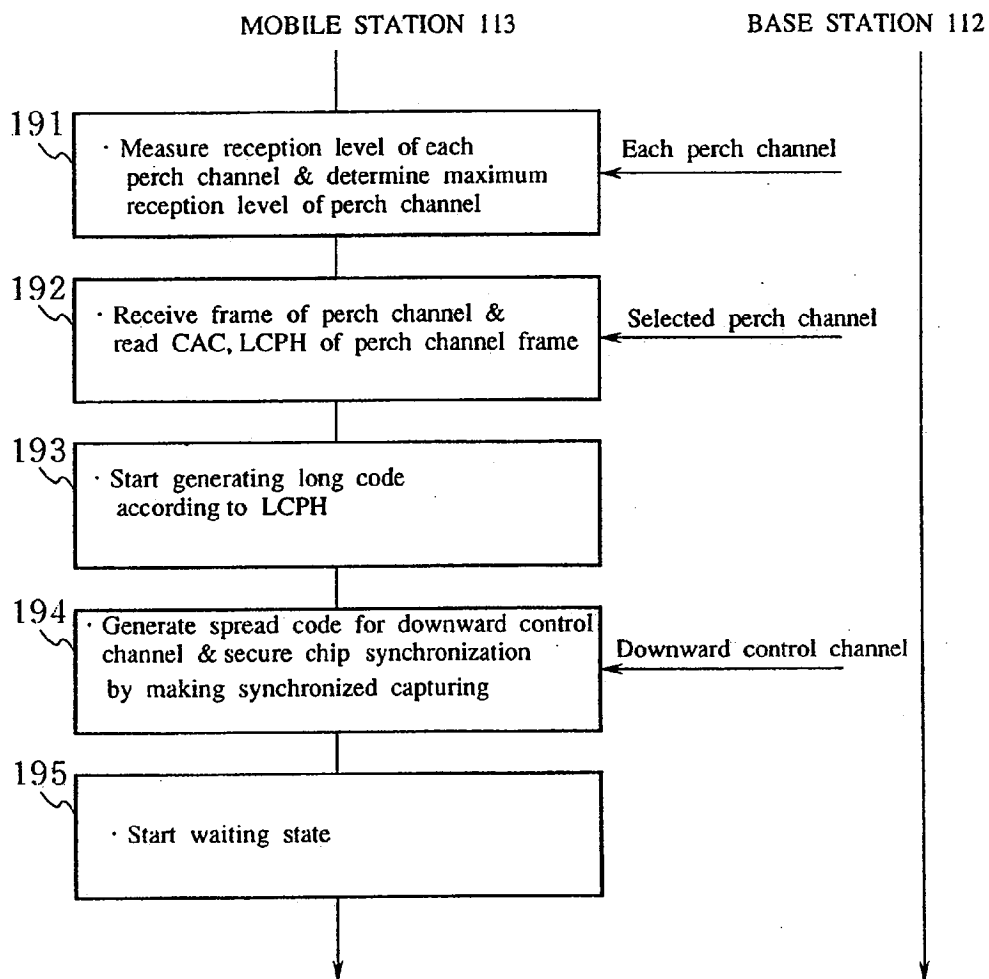 MOBILE STATION 113
BASE STATION 112
191
· Measure reception level of each
perch channel & determine maximum
reception level of perch channel
Each perch channel
192
· Receive frame of perch channel &
read CAC, LCPH of perch channel frame
Selected perch channel
193
· Start generating long code
according to LCPH
194
· Generate spread code for downward control
channel & secure chip synchronization
by making synchronized capturing
Downward control channel
195
· Start waiting state